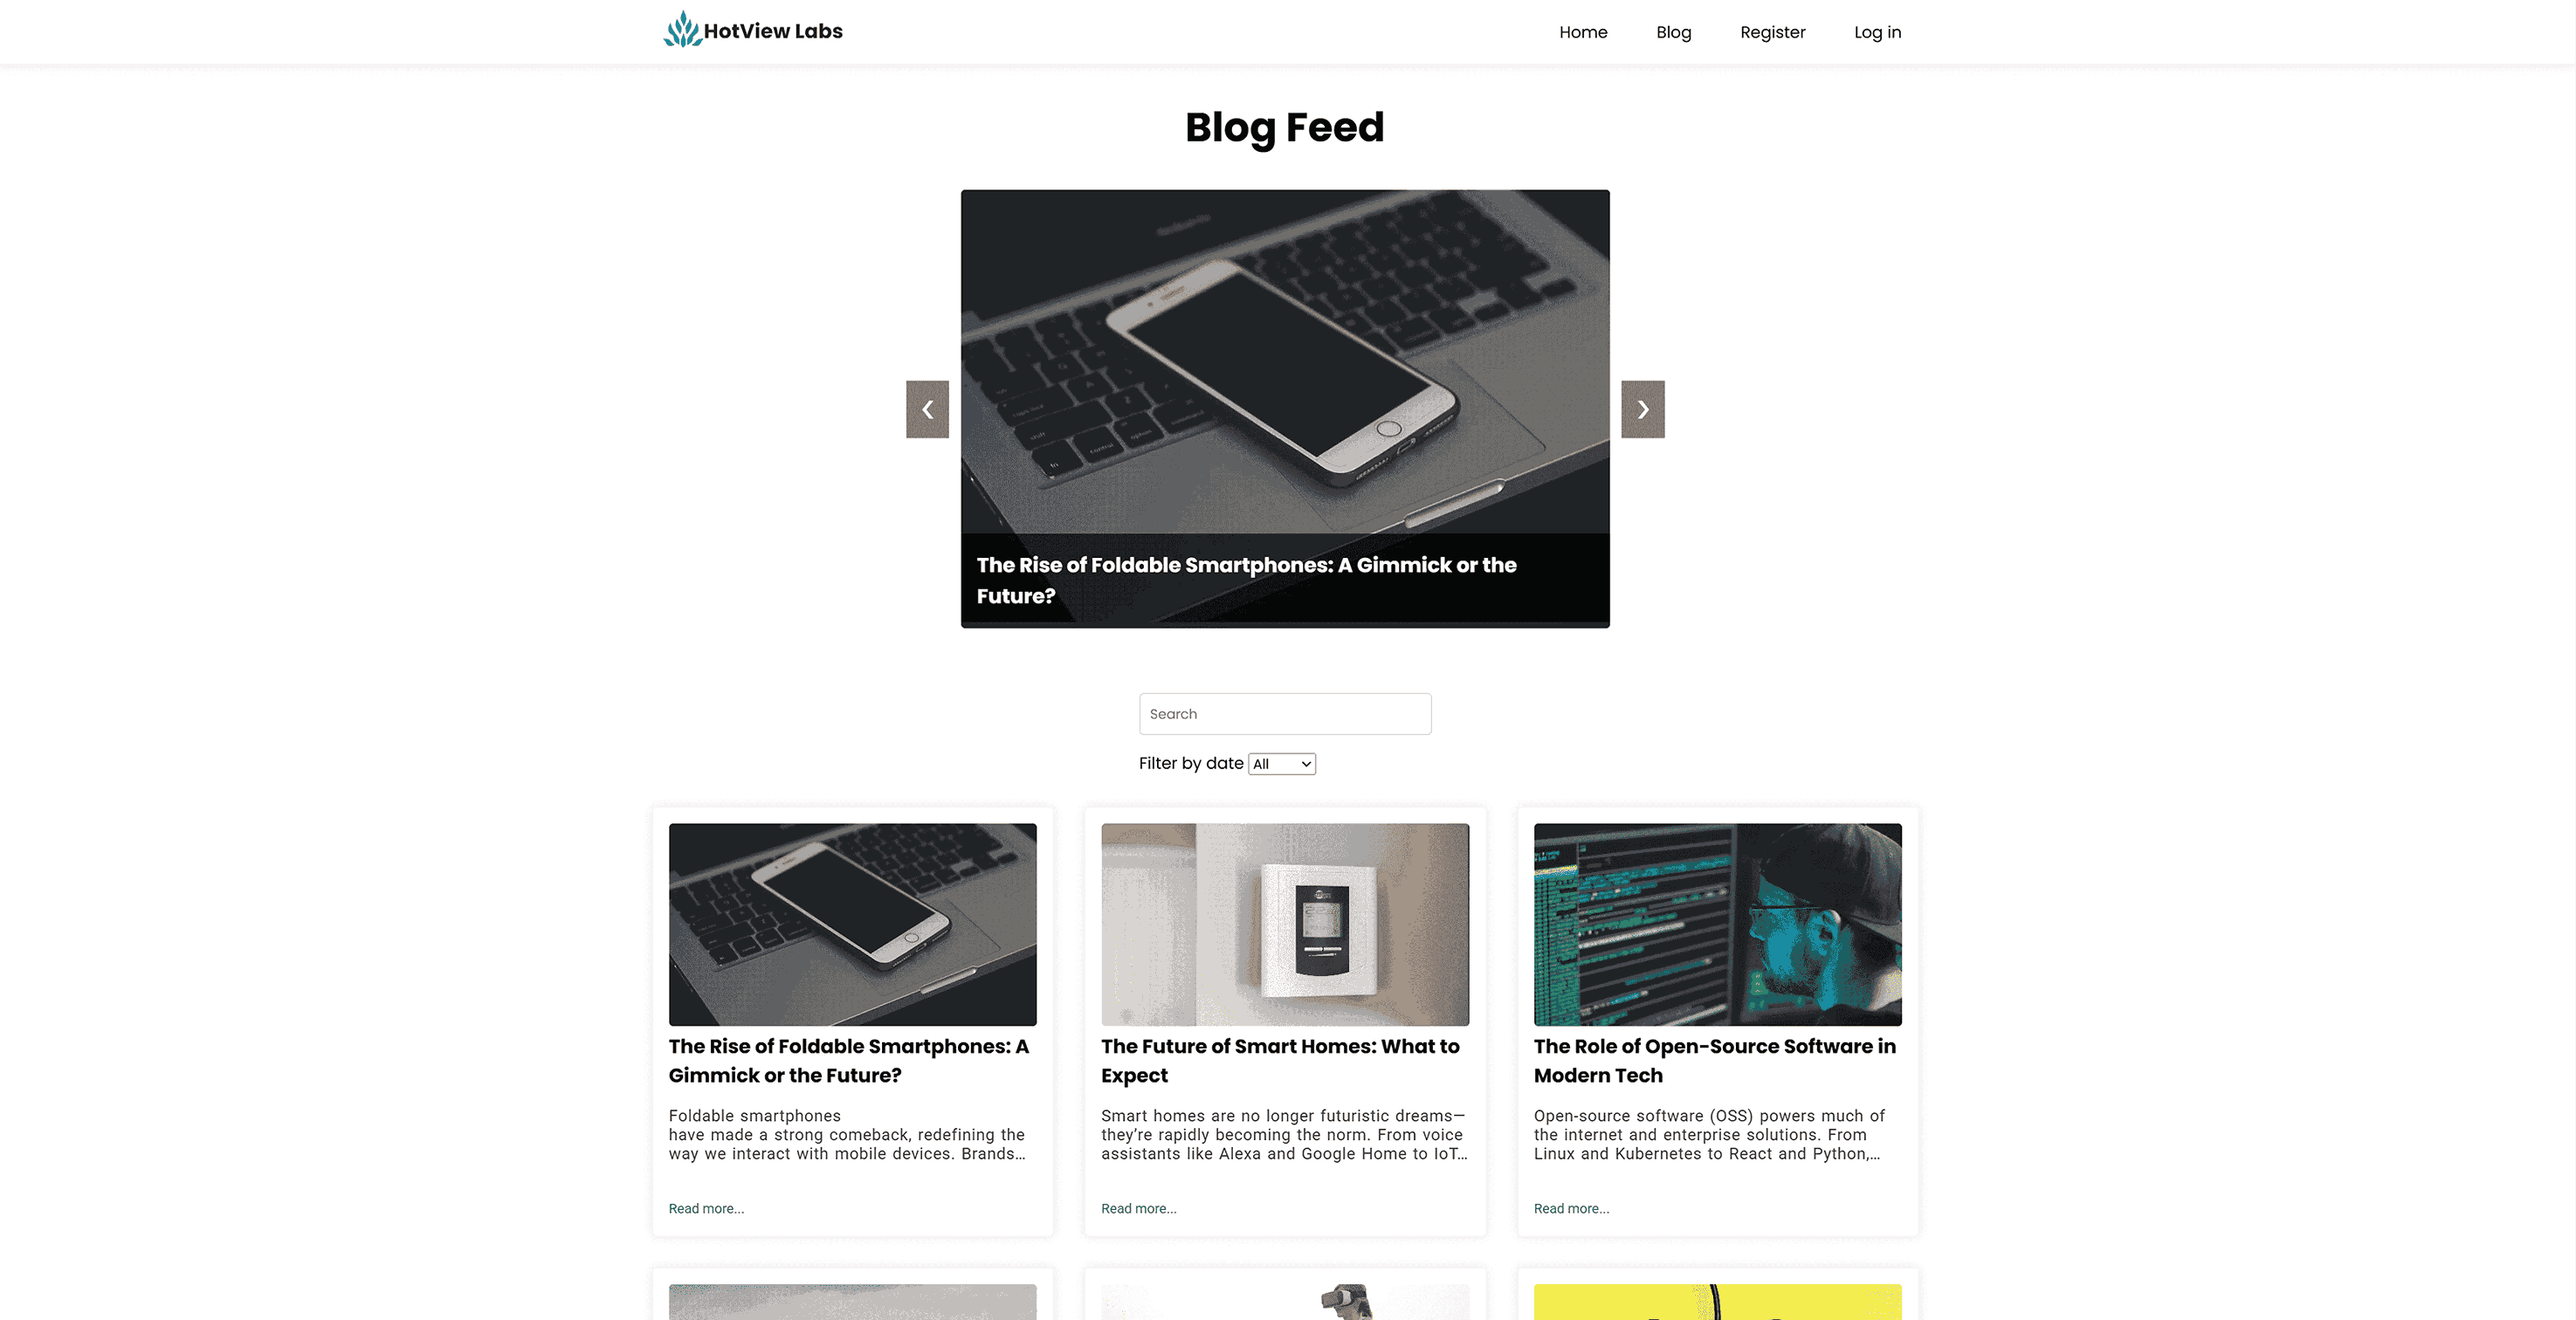 HotView Labs
Home Blog Register Log in
Blog Feed
‹
›
The Rise of Foldable Smartphones: A Gimmick or the
Future?
Search
Filter by date All
The Rise of Foldable Smartphones: A
Gimmick or the Future?
Foldable smartphones
have made a strong comeback, redefining the
way we interact with mobile devices. Brands…
Read more...
The Future of Smart Homes: What to
Expect
Smart homes are no longer futuristic dreams—
they’re rapidly becoming the norm. From voice
assistants like Alexa and Google Home to IoT…
Read more...
The Role of Open-Source Software in
Modern Tech
Open-source software (OSS) powers much of
the internet and enterprise solutions. From
Linux and Kubernetes to React and Python,…
Read more...